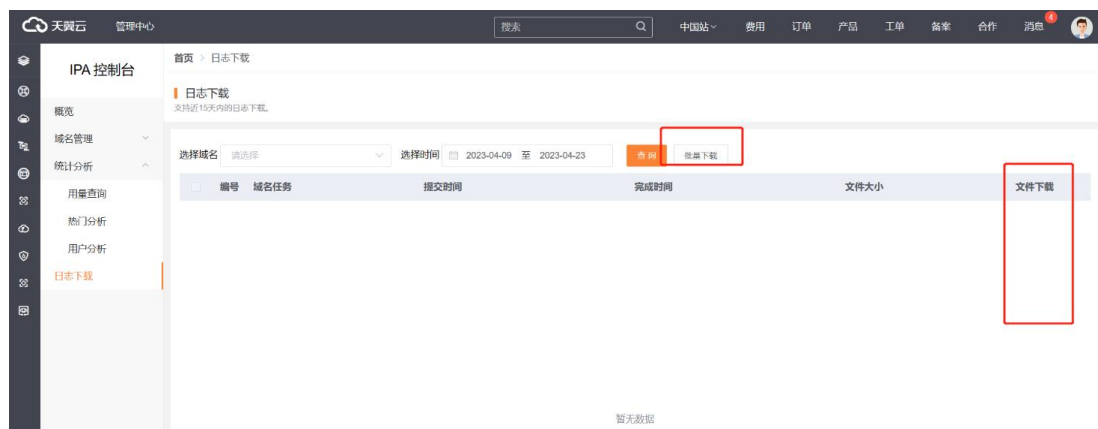 天翼云 管理中心 搜索 中国站 费用 订单 产品 工单 备案 合作 消息 4
IPA 控制台
概览
域名管理
统计分析
用量查询
热门分析
用户分析
日志下载
首页 > 日志下载
日志下载
支持近15天内的日志下载。
选择域名 请选择 选择时间 2023-04-09 至 2023-04-23 查询 批量下载
编号 域名任务 提交时间 完成时间 文件大小 文件下载
暂无数据